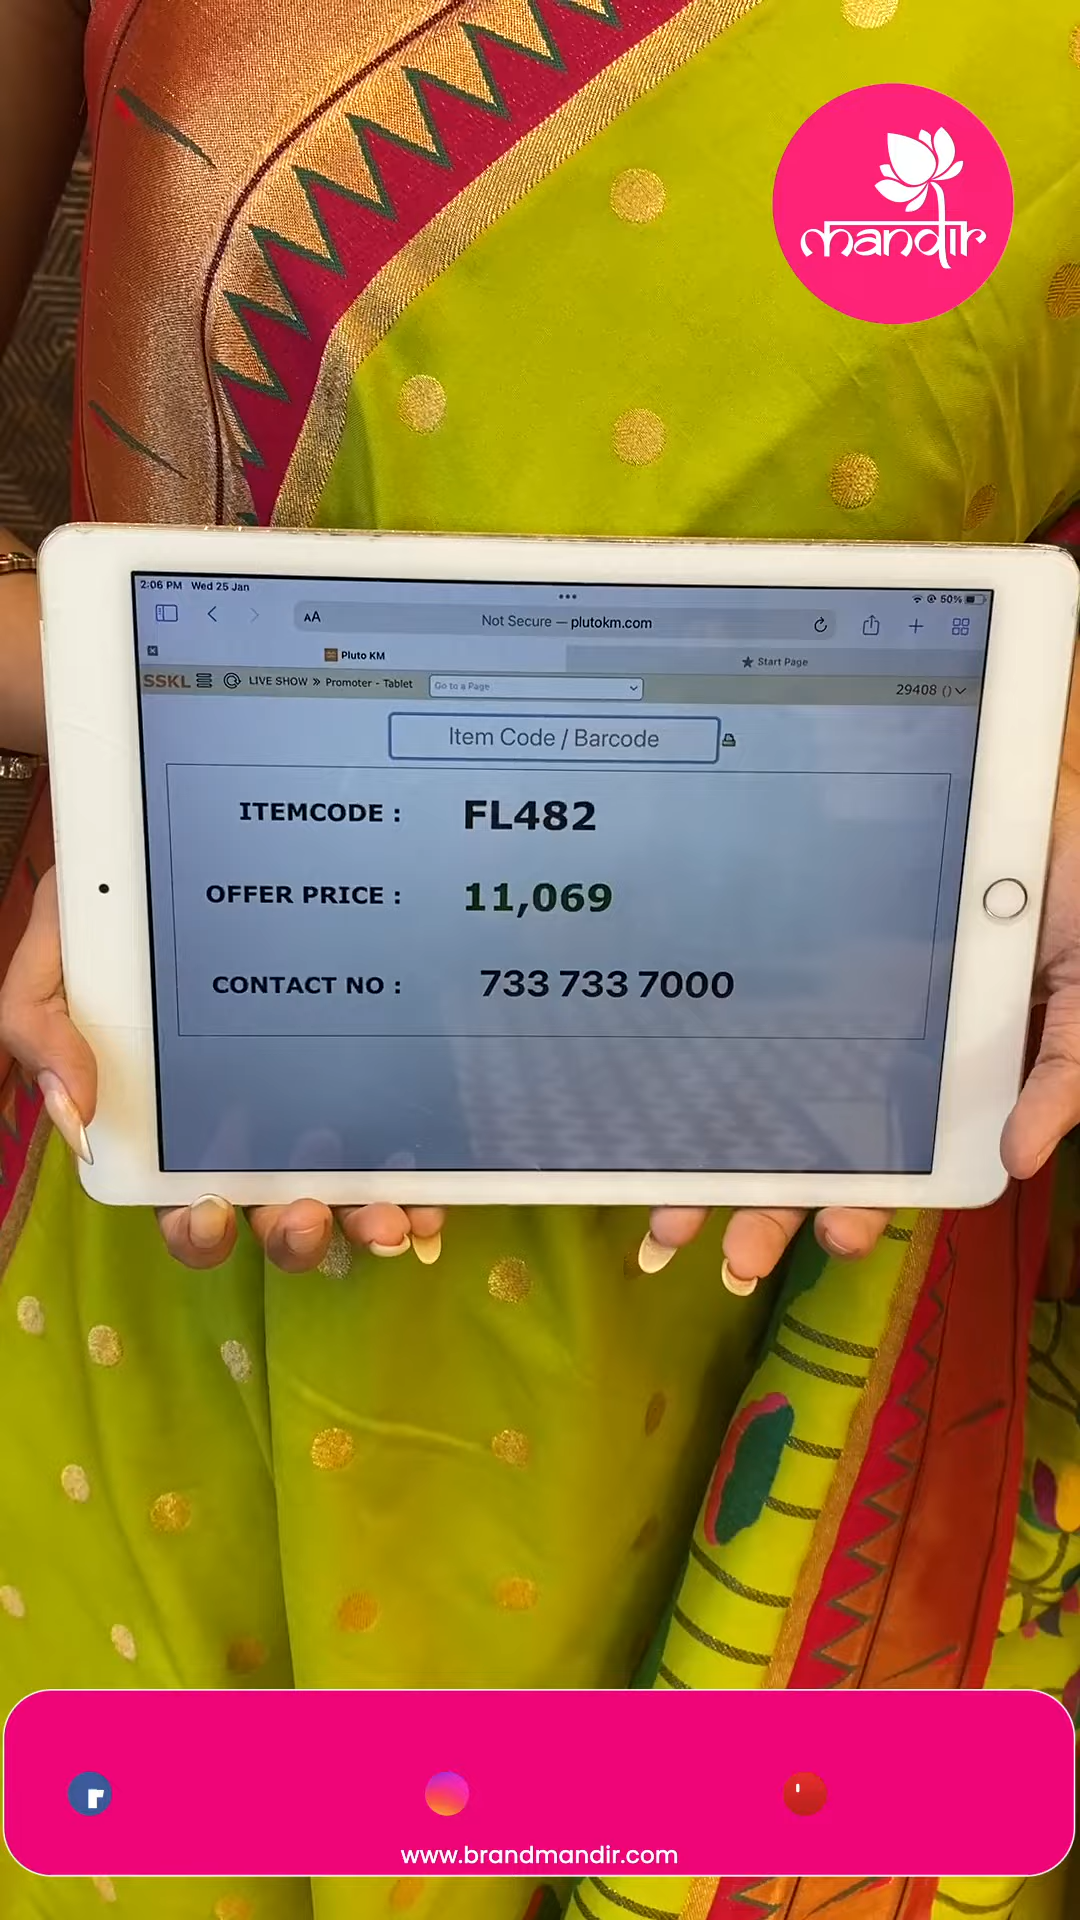 mandir
2:06 PM Wed 25 Jan
50%
AA
Not Secure — plutokm.com
Pluto KM
Start Page
SSKL
LIVE SHOW » Promoter - Tablet
Go to a Page
29408 ()
Item Code / Barcode
ITEMCODE : FL482
OFFER PRICE : 11,069
CONTACT NO : 733 733 7000
www.brandmandir.com